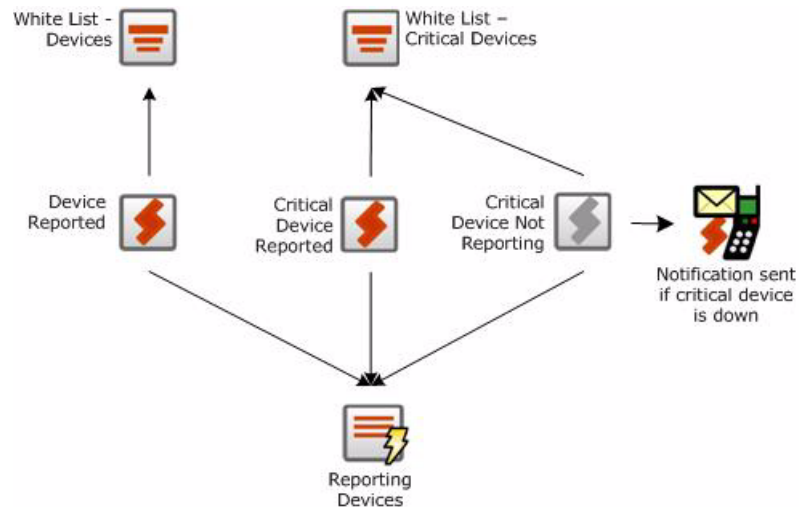 White List -
Devices
White List –
Critical Devices
Device
Reported
Critical
Device
Reported
Critical
Device Not
Reporting
Notification sent
if critical device
is down
Reporting
Devices